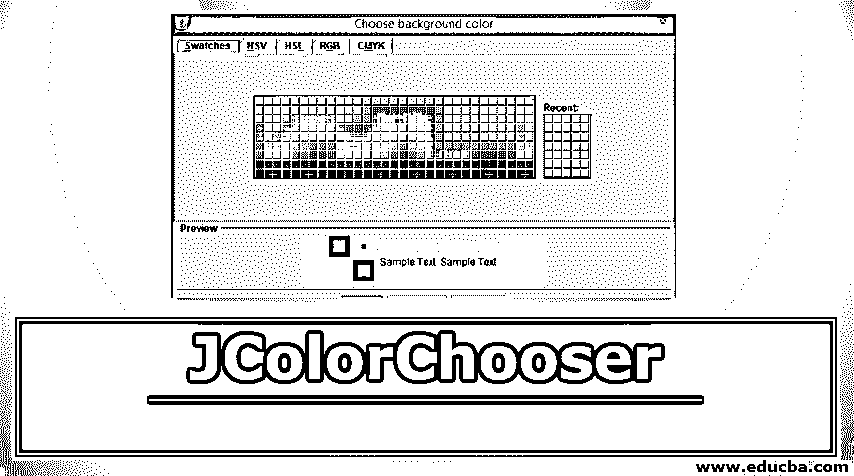 Choose background color
Swatches HSV HSL RGB CMYK
Recent:
Preview
Sample Text Sample Text
JColorChooser
www.educba.com